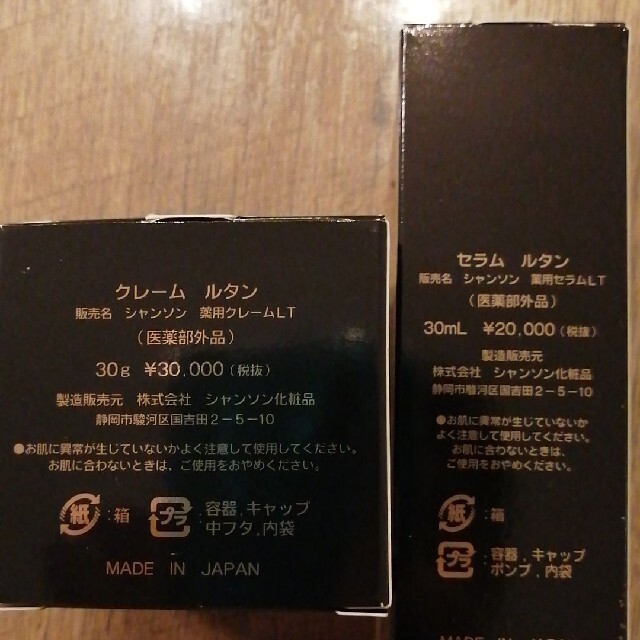 クレーム ルタン
販売名 シャンソン 薬用クレームLT
(医薬部外品)
30g ¥30,000(税抜)
製造販売元 株式会社 シャンソン化粧品
静岡市駿河区国吉田2-5-10
●お肌に異常が生じていないかよく注意して使用してください。
お肌に合わないときは、ご使用をおやめください。
紙:箱
プラ:容器,キャップ
中フタ,内袋
MADE IN JAPAN
セラム ルタン
販売名 シャンソン 薬用セラムLT
(医薬部外品)
30mL ¥20,000(税抜)
製造販売元
株式会社 シャンソン化粧品
静岡市駿河区国吉田2-5-10
●お肌に異常が生じていないか
よく注意して使用してください。
お肌に合わないときは、
ご使用をおやめください。
紙:箱
プラ:容器,キャップ
ポンプ,内袋